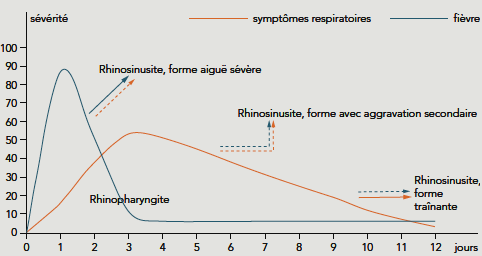 sévérité
symptômes respiratoires
fièvre
100
90
80
70
60
50
40
30
20
10
0
Rhinosinusite, forme aiguë sévère
Rhinosinusite, forme avec aggravation secondaire
Rhinosinusite,
forme
traînante
Rhinopharyngite
0 1 2 3 4 5 6 7 8 9 10 11 12 jours